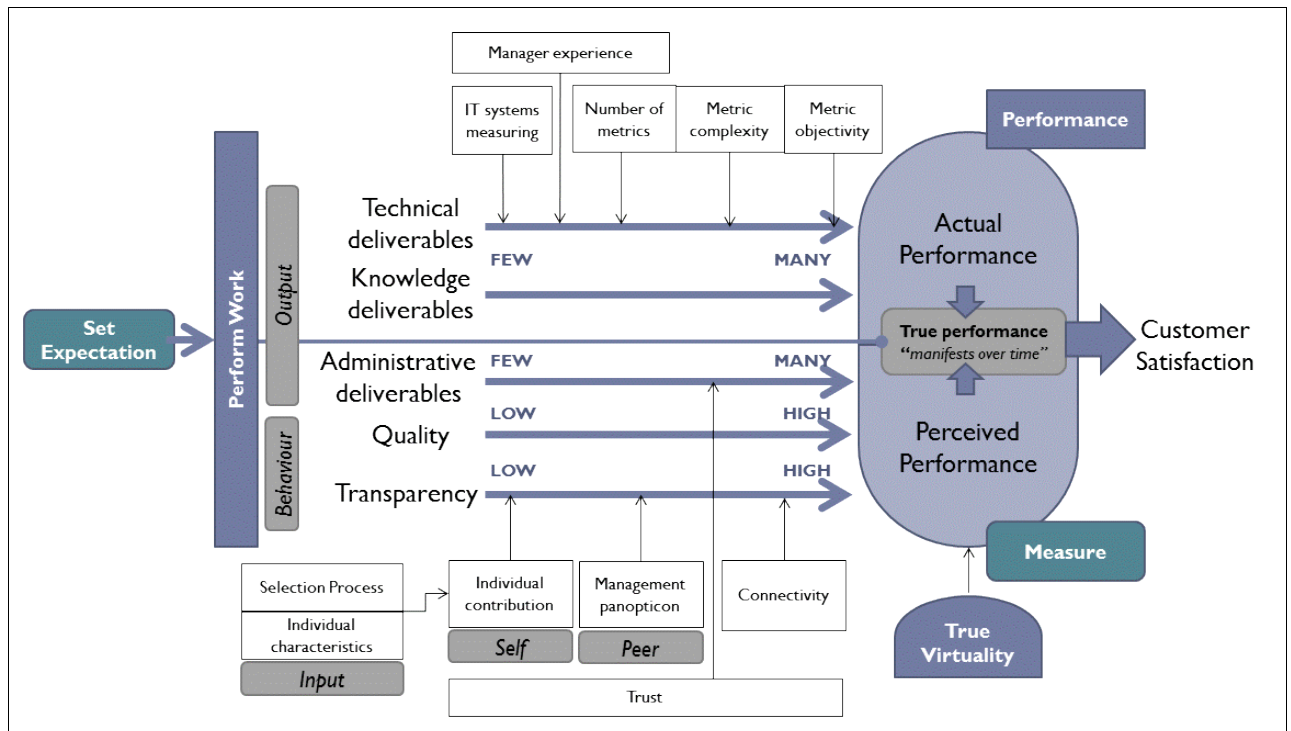 Manager experience
IT systems
measuring
Number of
metrics
Metric
complexity
Metric
objectivity
Performance
Technical
deliverables
FEW
MANY
Knowledge
deliverables
Actual
Performance
Set
Expectation
Perform Work
Output
Behaviour
True performance
“manifests over time”
Customer
Satisfaction
Administrative
deliverables
FEW
MANY
LOW
HIGH
Quality
LOW
HIGH
Transparency
Perceived
Performance
Measure
Selection Process
Individual
characteristics
Input
Individual
contribution
Self
Management
panopticon
Peer
Connectivity
Trust
True
Virtuality